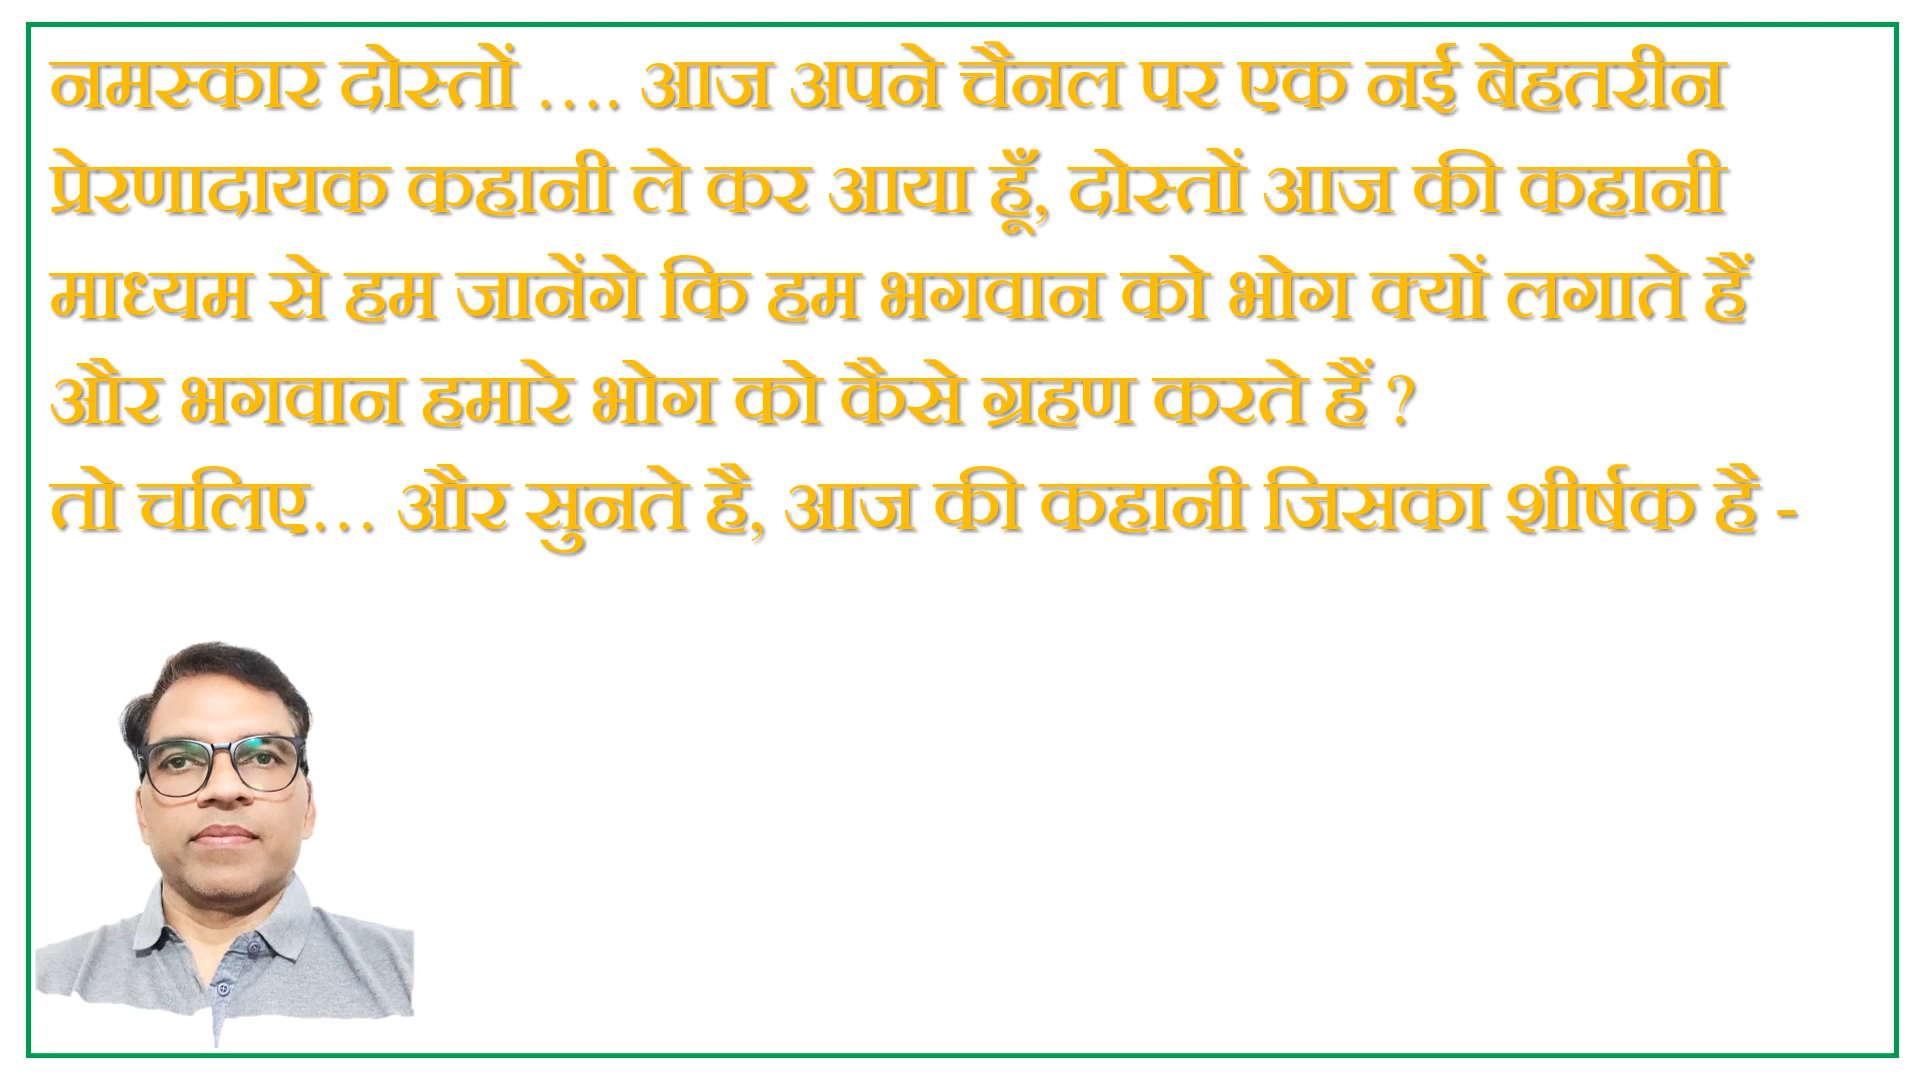 नमस्कार दोस्तों .... आज अपने चैनल पर एक नई बेहतरीन
प्रेरणादायक कहानी ले कर आया हूँ, दोस्तों आज की कहानी
माध्यम से हम जानेंगे कि हम भगवान को भोग क्यों लगाते हैं
और भगवान हमारे भोग को कैसे ग्रहण करते हैं ?
तो चलिए... और सुनते है, आज की कहानी जिसका शीर्षक है -